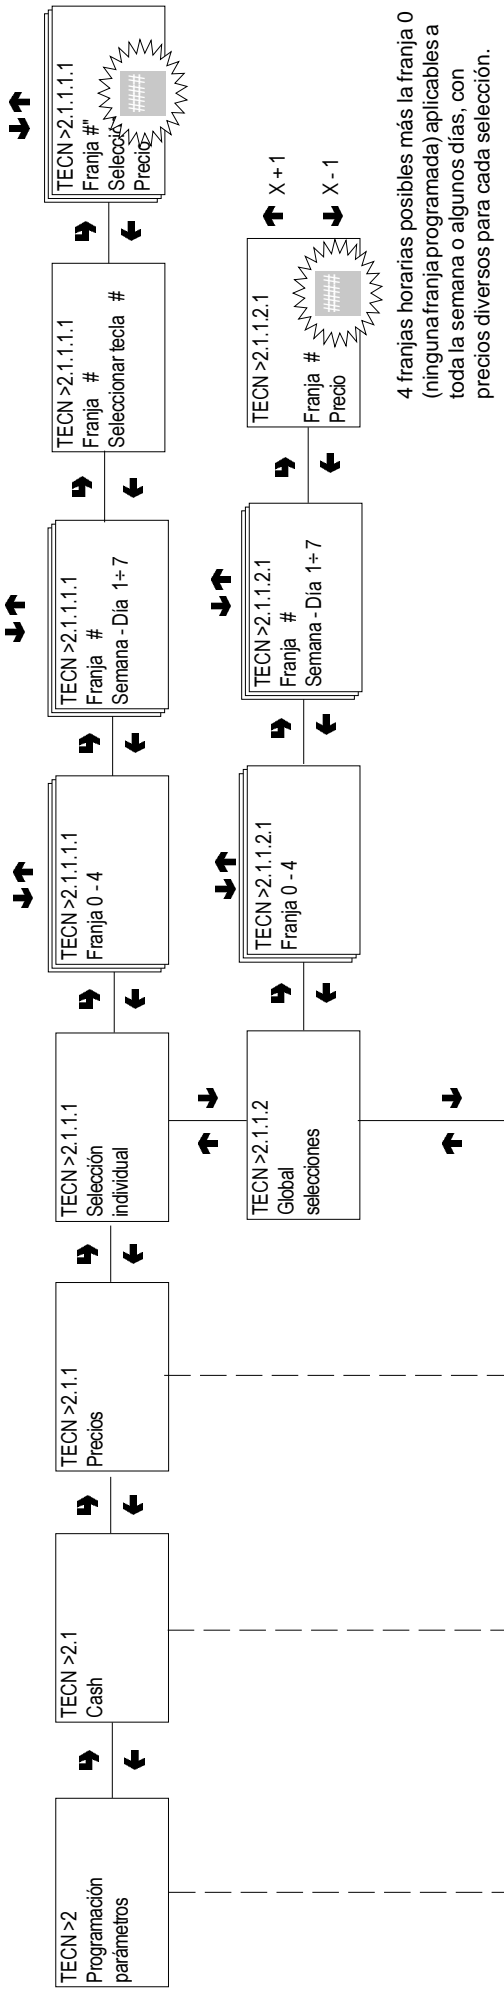 TECN >2
Programación
parámetros
TECN >2.1
Cash
TECN >2.1.1
Precios
TECN >2.1.1.1
Selección
individual
TECN >2.1.1.1.1
Franja 0 - 4
TECN >2.1.1.1.1
Franja #
Semana - Día 1÷ 7
TECN >2.1.1.1.1
Franja #
Seleccionar tecla #
TECN >2.1.1.1.1
Franja #"
Selecci
Precio
#####
TECN >2.1.1.2
Global
selecciones
TECN >2.1.1.2.1
Franja 0 - 4
TECN >2.1.1.2.1
Franja #
Semana - Día 1÷ 7
TECN >2.1.1.2.1
Franja #
Precio
#####
X + 1
X - 1
4 franjas horarias posibles más la franja 0
(ninguna franja programada) aplicables a
toda la semana o algunos días, con
precios diversos para cada selección.